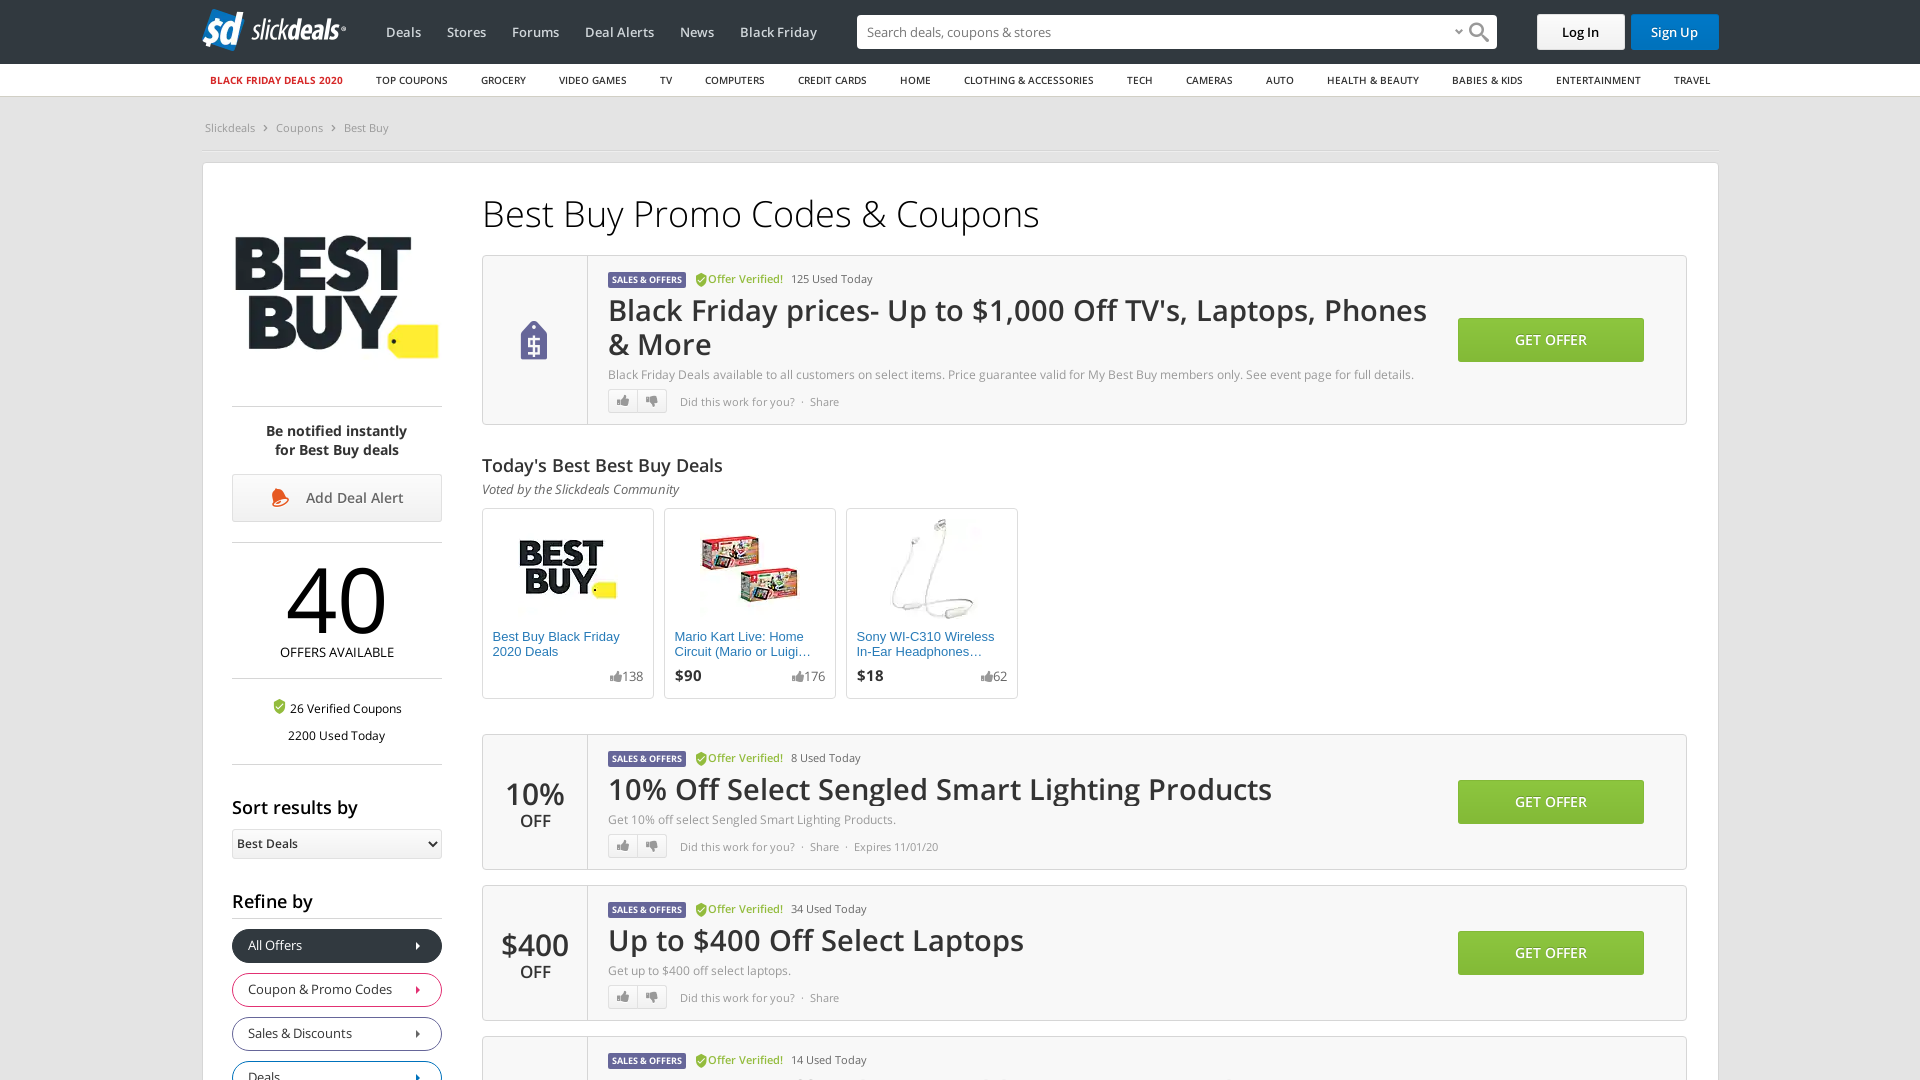 slickdeals
Deals
Stores
Forums
Deal Alerts
News
Black Friday
Search deals, coupons & stores
Log In
Sign Up
BLACK FRIDAY DEALS 2020
TOP COUPONS
GROCERY
VIDEO GAMES
TV
COMPUTERS
CREDIT CARDS
HOME
CLOTHING & ACCESSORIES
TECH
CAMERAS
AUTO
HEALTH & BEAUTY
BABIES & KIDS
ENTERTAINMENT
TRAVEL
Slickdeals › Coupons › Best Buy
BEST
BUY
Be notified instantly
for Best Buy deals
Add Deal Alert
40
OFFERS AVAILABLE
26 Verified Coupons
2200 Used Today
Sort results by
Best Deals
Refine by
All Offers
Coupon & Promo Codes
Sales & Discounts
Deals
Best Buy Promo Codes & Coupons
SALES & OFFERS Offer Verified! 125 Used Today
Black Friday prices- Up to $1,000 Off TV's, Laptops, Phones
& More
Black Friday Deals available to all customers on select items. Price guarantee valid for My Best Buy members only. See event page for full details.
Did this work for you? · Share
GET OFFER
Today's Best Best Buy Deals
Voted by the Slickdeals Community
BEST
BUY
Best Buy Black Friday
2020 Deals
138
Mario Kart Live: Home
Circuit (Mario or Luigi…
$90 176
Sony WI-C310 Wireless
In-Ear Headphones…
$18 62
10%
OFF
SALES & OFFERS Offer Verified! 8 Used Today
10% Off Select Sengled Smart Lighting Products
Get 10% off select Sengled Smart Lighting Products.
Did this work for you? · Share · Expires 11/01/20
GET OFFER
$400
OFF
SALES & OFFERS Offer Verified! 34 Used Today
Up to $400 Off Select Laptops
Get up to $400 off select laptops.
Did this work for you? · Share
GET OFFER
SALES & OFFERS Offer Verified! 14 Used Today